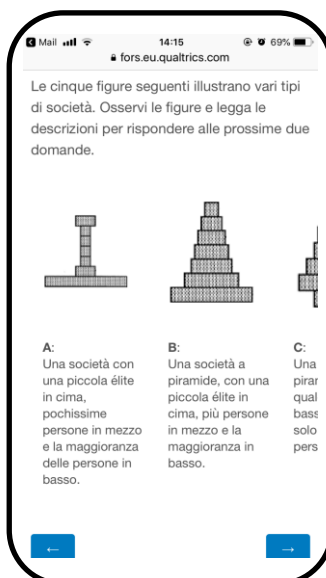 Mail 14:15 69%
fors.eu.qualtrics.com
Le cinque figure seguenti illustrano vari tipi
di società. Osservi le figure e legga le
descrizioni per rispondere alle prossime due
domande.
A:
Una società con
una piccola élite
in cima,
pochissime
persone in mezzo
e la maggioranza
delle persone in
basso.
B:
Una società a
piramide, con una
piccola élite in
cima, più persone
in mezzo e la
maggioranza in
basso.
C:
Una
pirar
qual
bass
solo
pers
← →